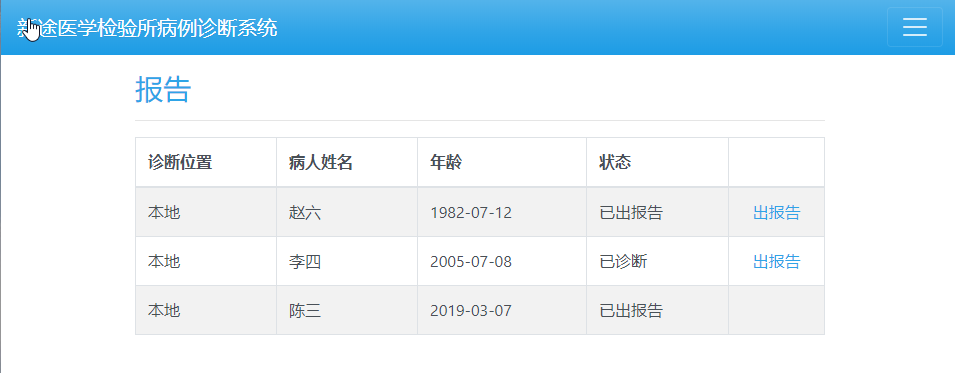 新途医学检验所病例诊断系统
报告
诊断位置 病人姓名 年龄 状态
本地 赵六 1982-07-12 已出报告 出报告
本地 李四 2005-07-08 已诊断 出报告
本地 陈三 2019-03-07 已出报告